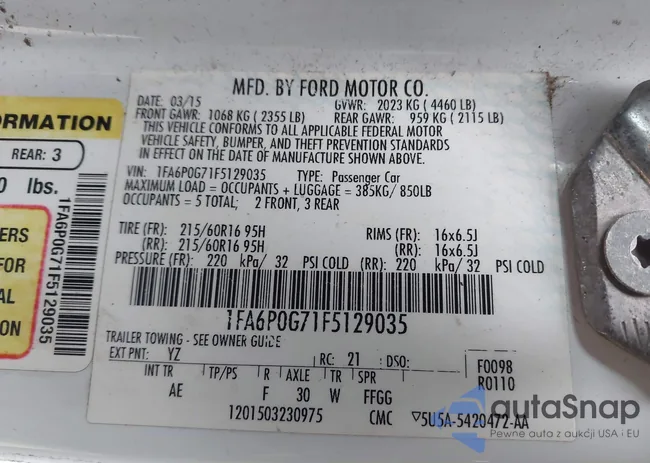 MFD. BY FORD MOTOR CO.
DATE: 03/15 GVWR: 2023 KG ( 4460 LB)
FRONT GAWR: 1068 KG ( 2355 LB) REAR GAWR: 959 KG ( 2115 LB)
THIS VEHICLE CONFORMS TO ALL APPLICABLE FEDERAL MOTOR
VEHICLE SAFETY, BUMPER, AND THEFT PREVENTION STANDARDS
IN EFFECT ON THE DATE OF MANUFACTURE SHOWN ABOVE.
VIN: 1FA6P0G71F5129035 TYPE: Passenger Car
MAXIMUM LOAD = OCCUPANTS + LUGGAGE = 385KG/ 850LB
OCCUPANTS = 5 TOTAL; 2 FRONT, 3 REAR
TIRE (FR): 215/60R16 95H RIMS (FR): 16x6.5J
(RR): 215/60R16 95H (RR): 16x6.5J
PRESSURE (FR): 220 kPa/ 32 PSI COLD (RR): 220 kPa/ 32 PSI COLD
1FA6P0G71F5129035
TRAILER TOWING - SEE OWNER GUIDE
EXT PNT: YZ RC: 21 DSO: F0098
INT TR TP/PS R AXLE TR SPR R0110
AE F 30 W FFGG
1201503230975 CMC ▽5U5A-5420472-AA
ORMATION
REAR: 3
0 lbs.
ERS
FOR
AL
ION
1FA6P0G71F5129035
autoSnap
Pewne auto z aukcji USA i EU